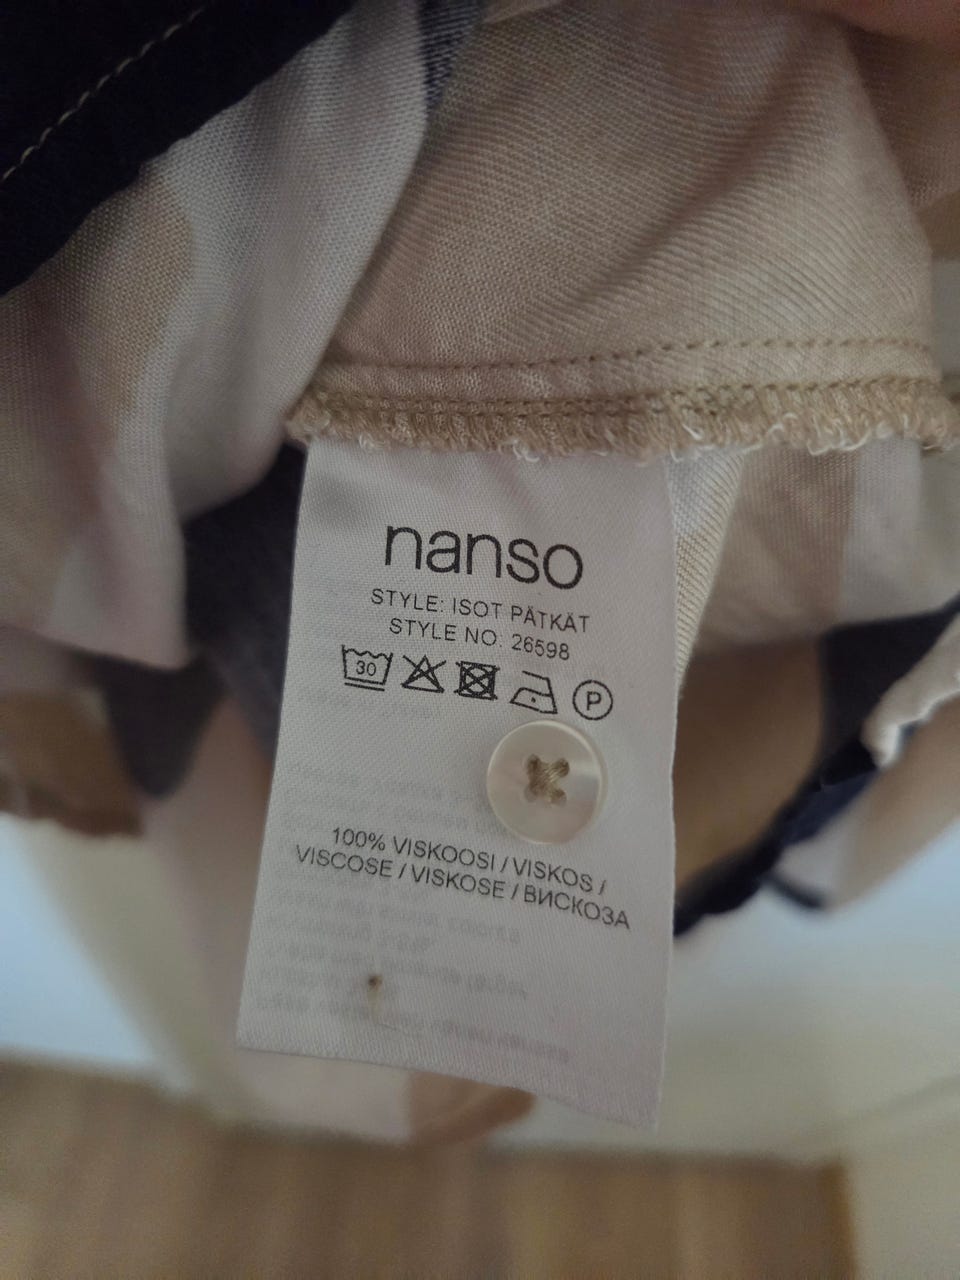 nanso
STYLE: ISOT PÄTKÄT
STYLE NO. 26598
30 P
100% VISKOOSI / VISKOS /
VISCOSE / VISKOSE / ВИСКОЗА